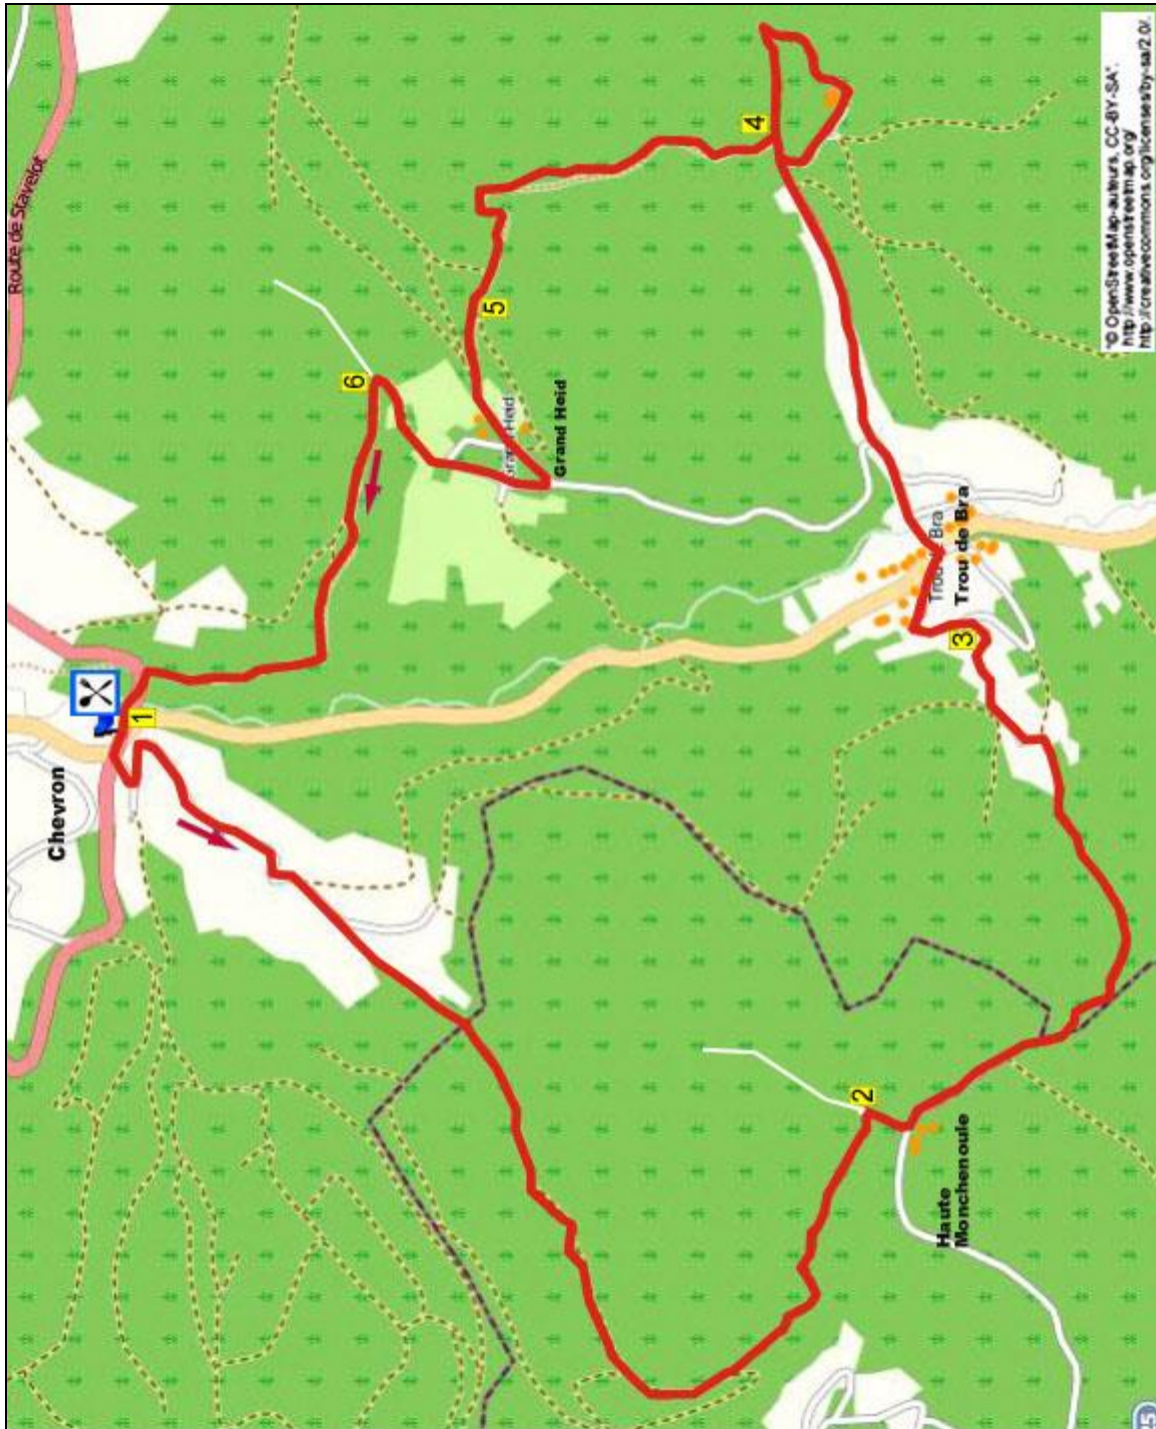 Route de Stavelot
6
5
4
Grand Heid
Grand Heid
Chevron
1
Trou de Bra
Trou de Bra
3
2
Haute
Monchenoule
"© OpenStreetMap-auteurs, CC-BY-SA".
http://www.openstreetmap.org/
http://creativecommons.org/licenses/by-sa/2.0/.